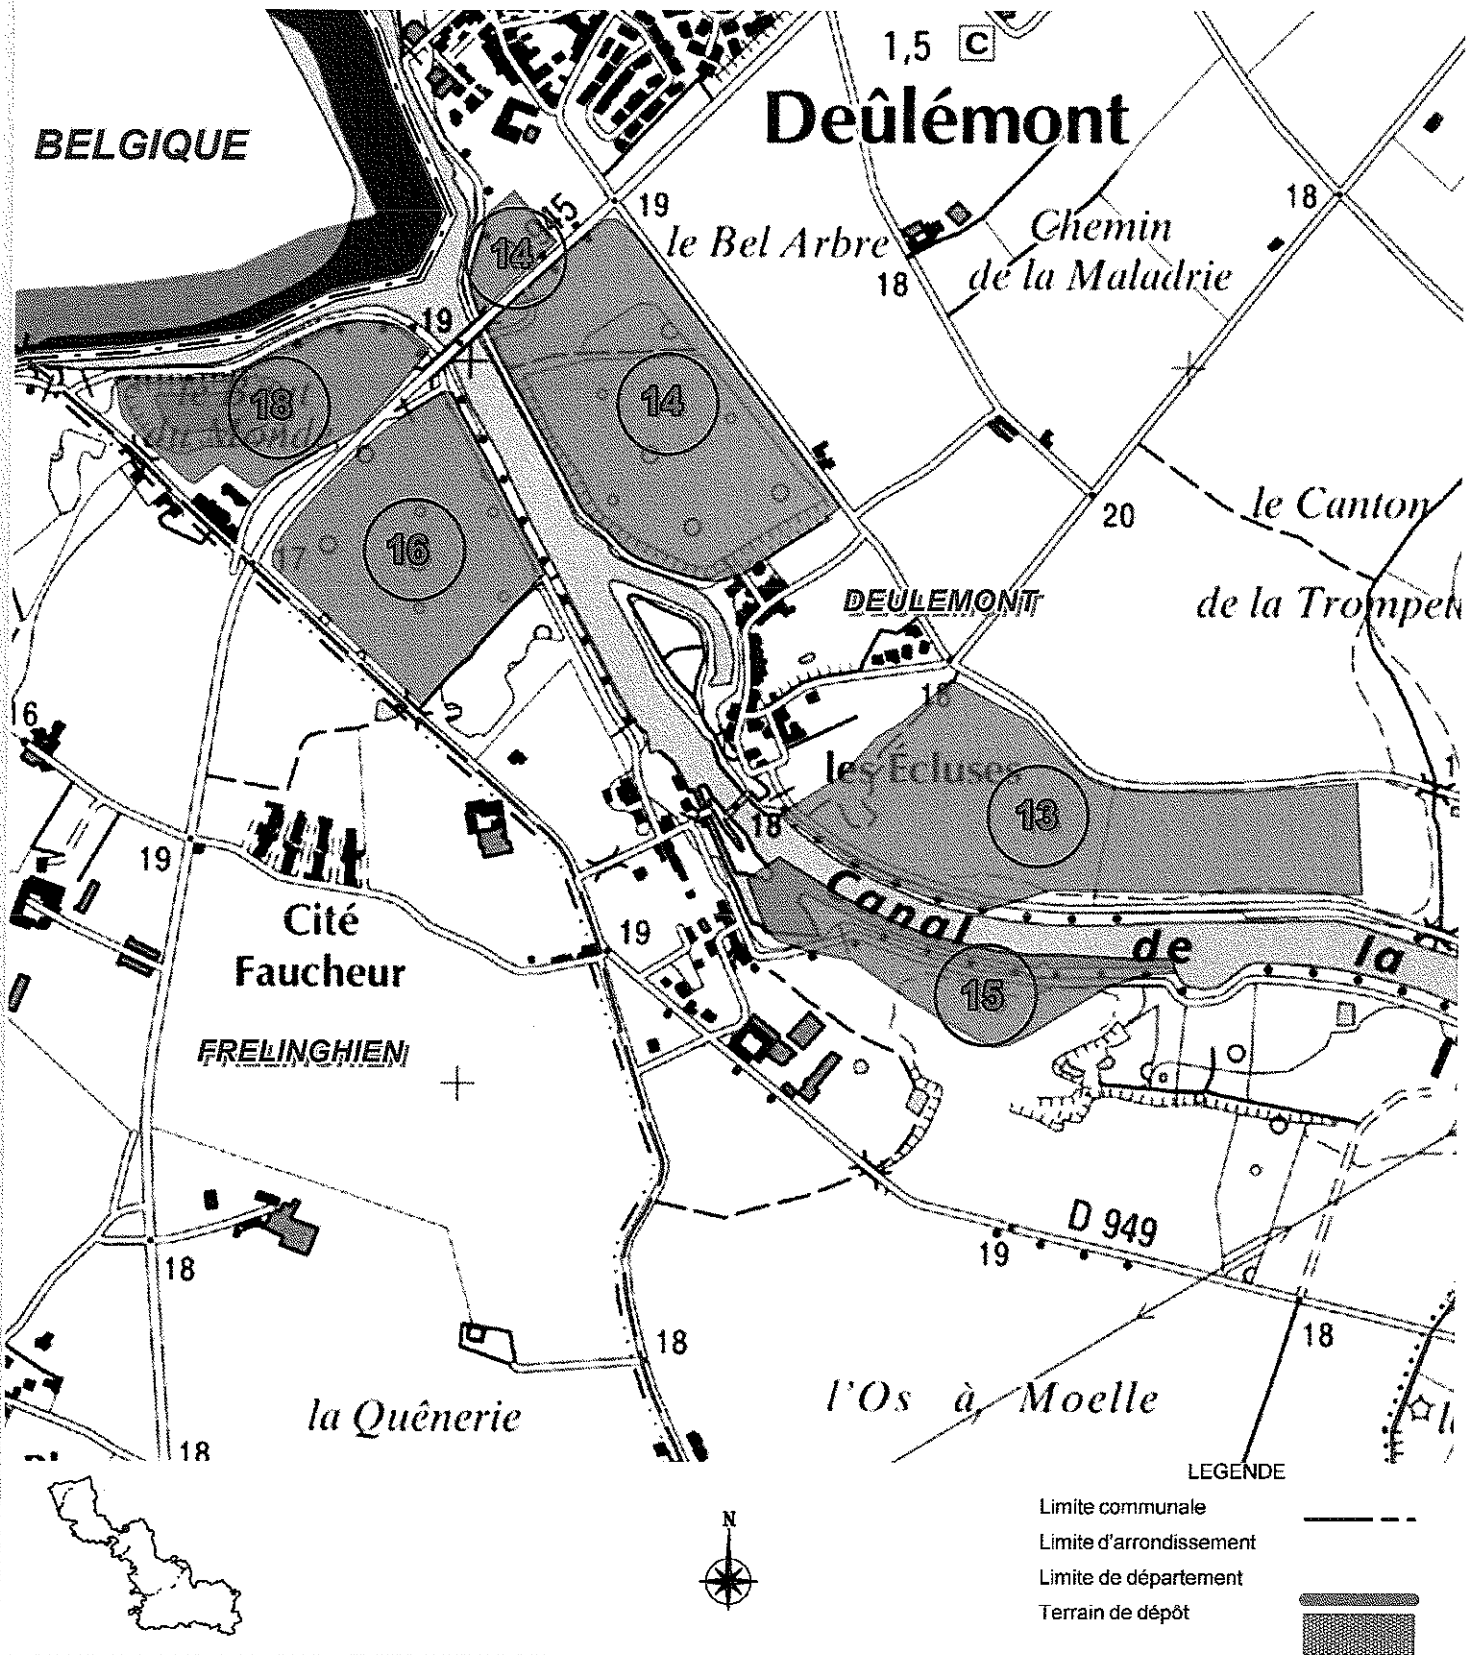 1,5 C
Deûlémont
BELGIQUE
19
le Bel Arbre
18
Chemin
de la Maladrie
18
14
19
18
14
16
17
20
le Canton
de la Trompett
DEULEMONT
18
les Écluses
13
18
16
19
Cité
Faucheur
19
Canal de la
15
FRELINGHIEN
D 949
19
18
18
18
l'Os à Moelle
la Quênerie
18
LEGENDE
Limite communale
Limite d'arrondissement
Limite de département
Terrain de dépôt
N